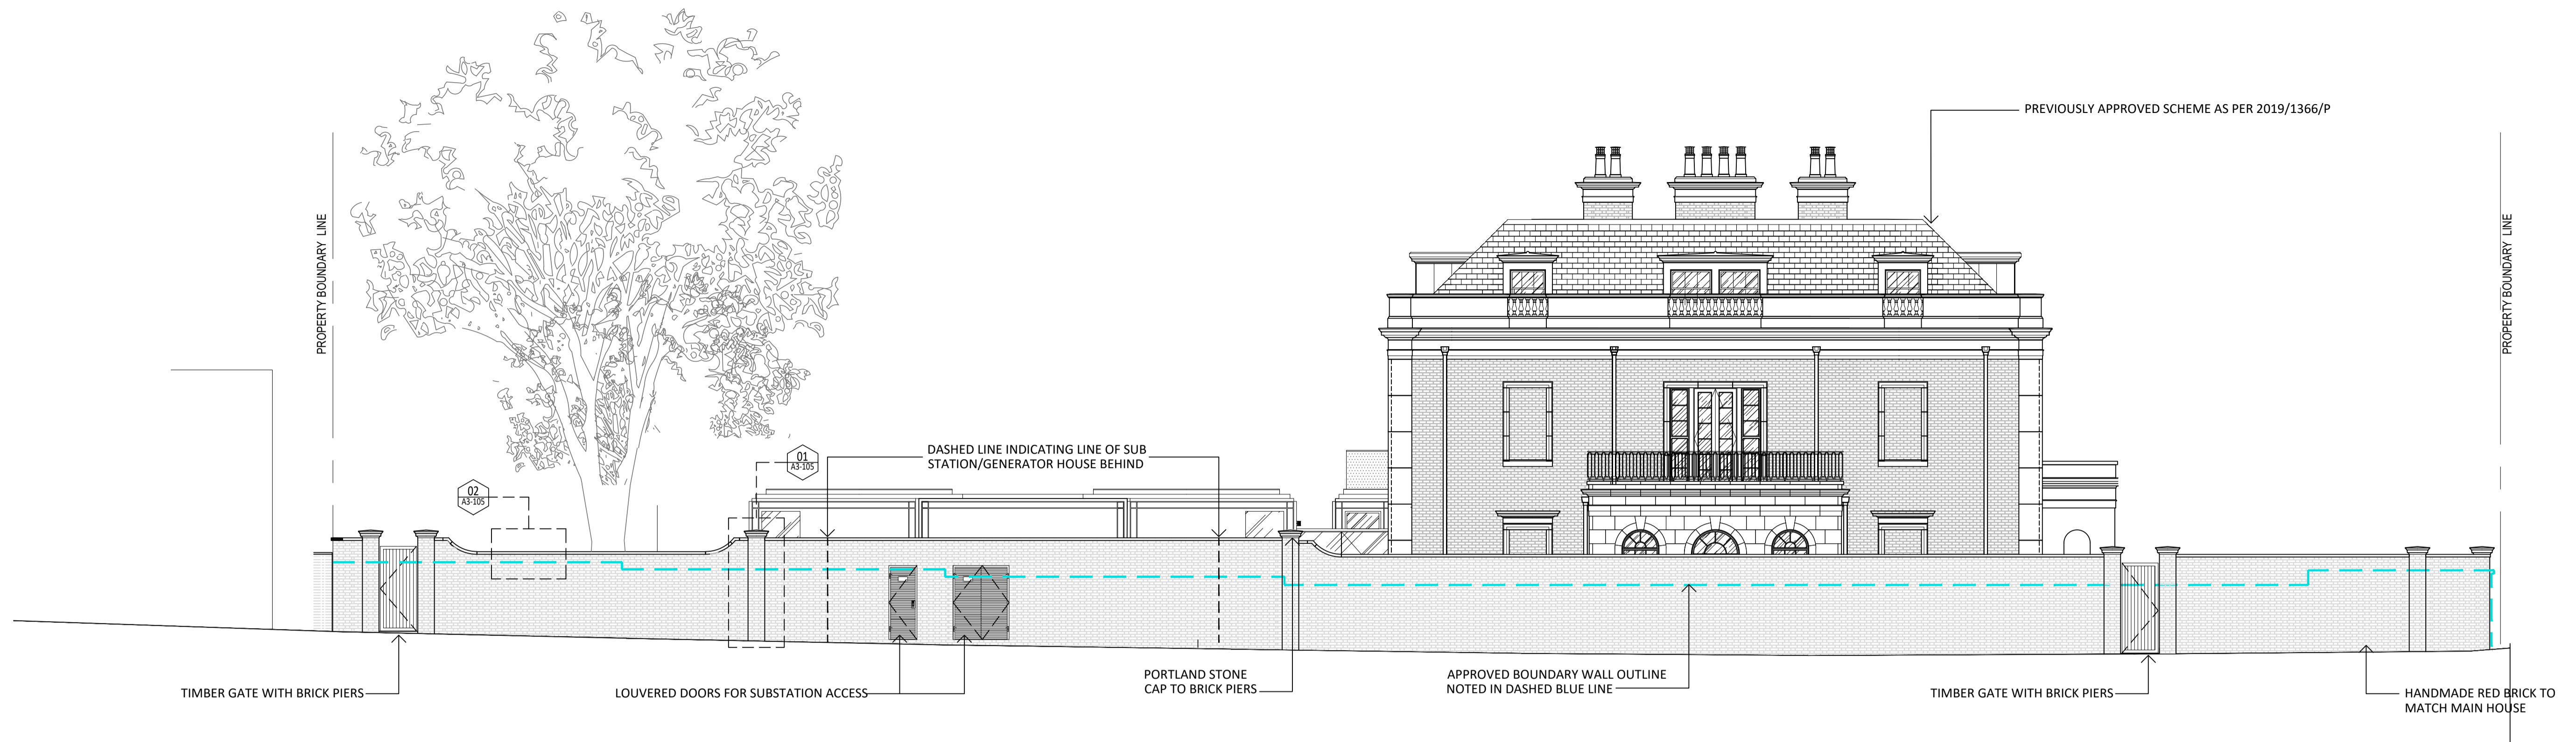 PREVIOUSLY APPROVED SCHEME AS PER 2019/1366/P
PROPERTY BOUNDARY LINE
PROPERTY BOUNDARY LINE
DASHED LINE INDICATING LINE OF SUB
STATION/GENERATOR HOUSE BEHIND
01
A3-105
02
A3-105
TIMBER GATE WITH BRICK PIERS
LOUVERED DOORS FOR SUBSTATION ACCESS
PORTLAND STONE
CAP TO BRICK PIERS
APPROVED BOUNDARY WALL OUTLINE
NOTED IN DASHED BLUE LINE
TIMBER GATE WITH BRICK PIERS
HANDMADE RED BRICK TO
MATCH MAIN HOUSE